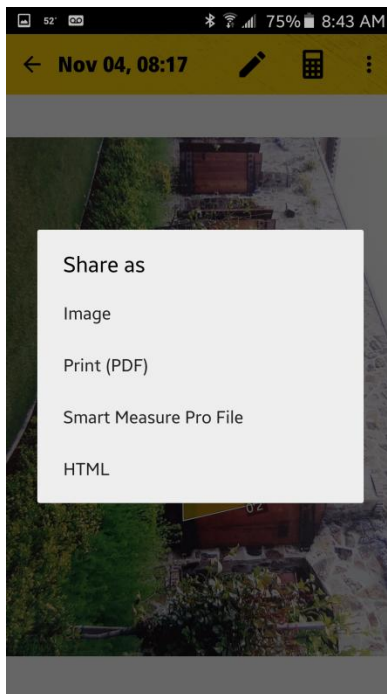 52° 75% 8:43 AM
Nov 04, 08:17
Share as
Image
Print (PDF)
Smart Measure Pro File
HTML